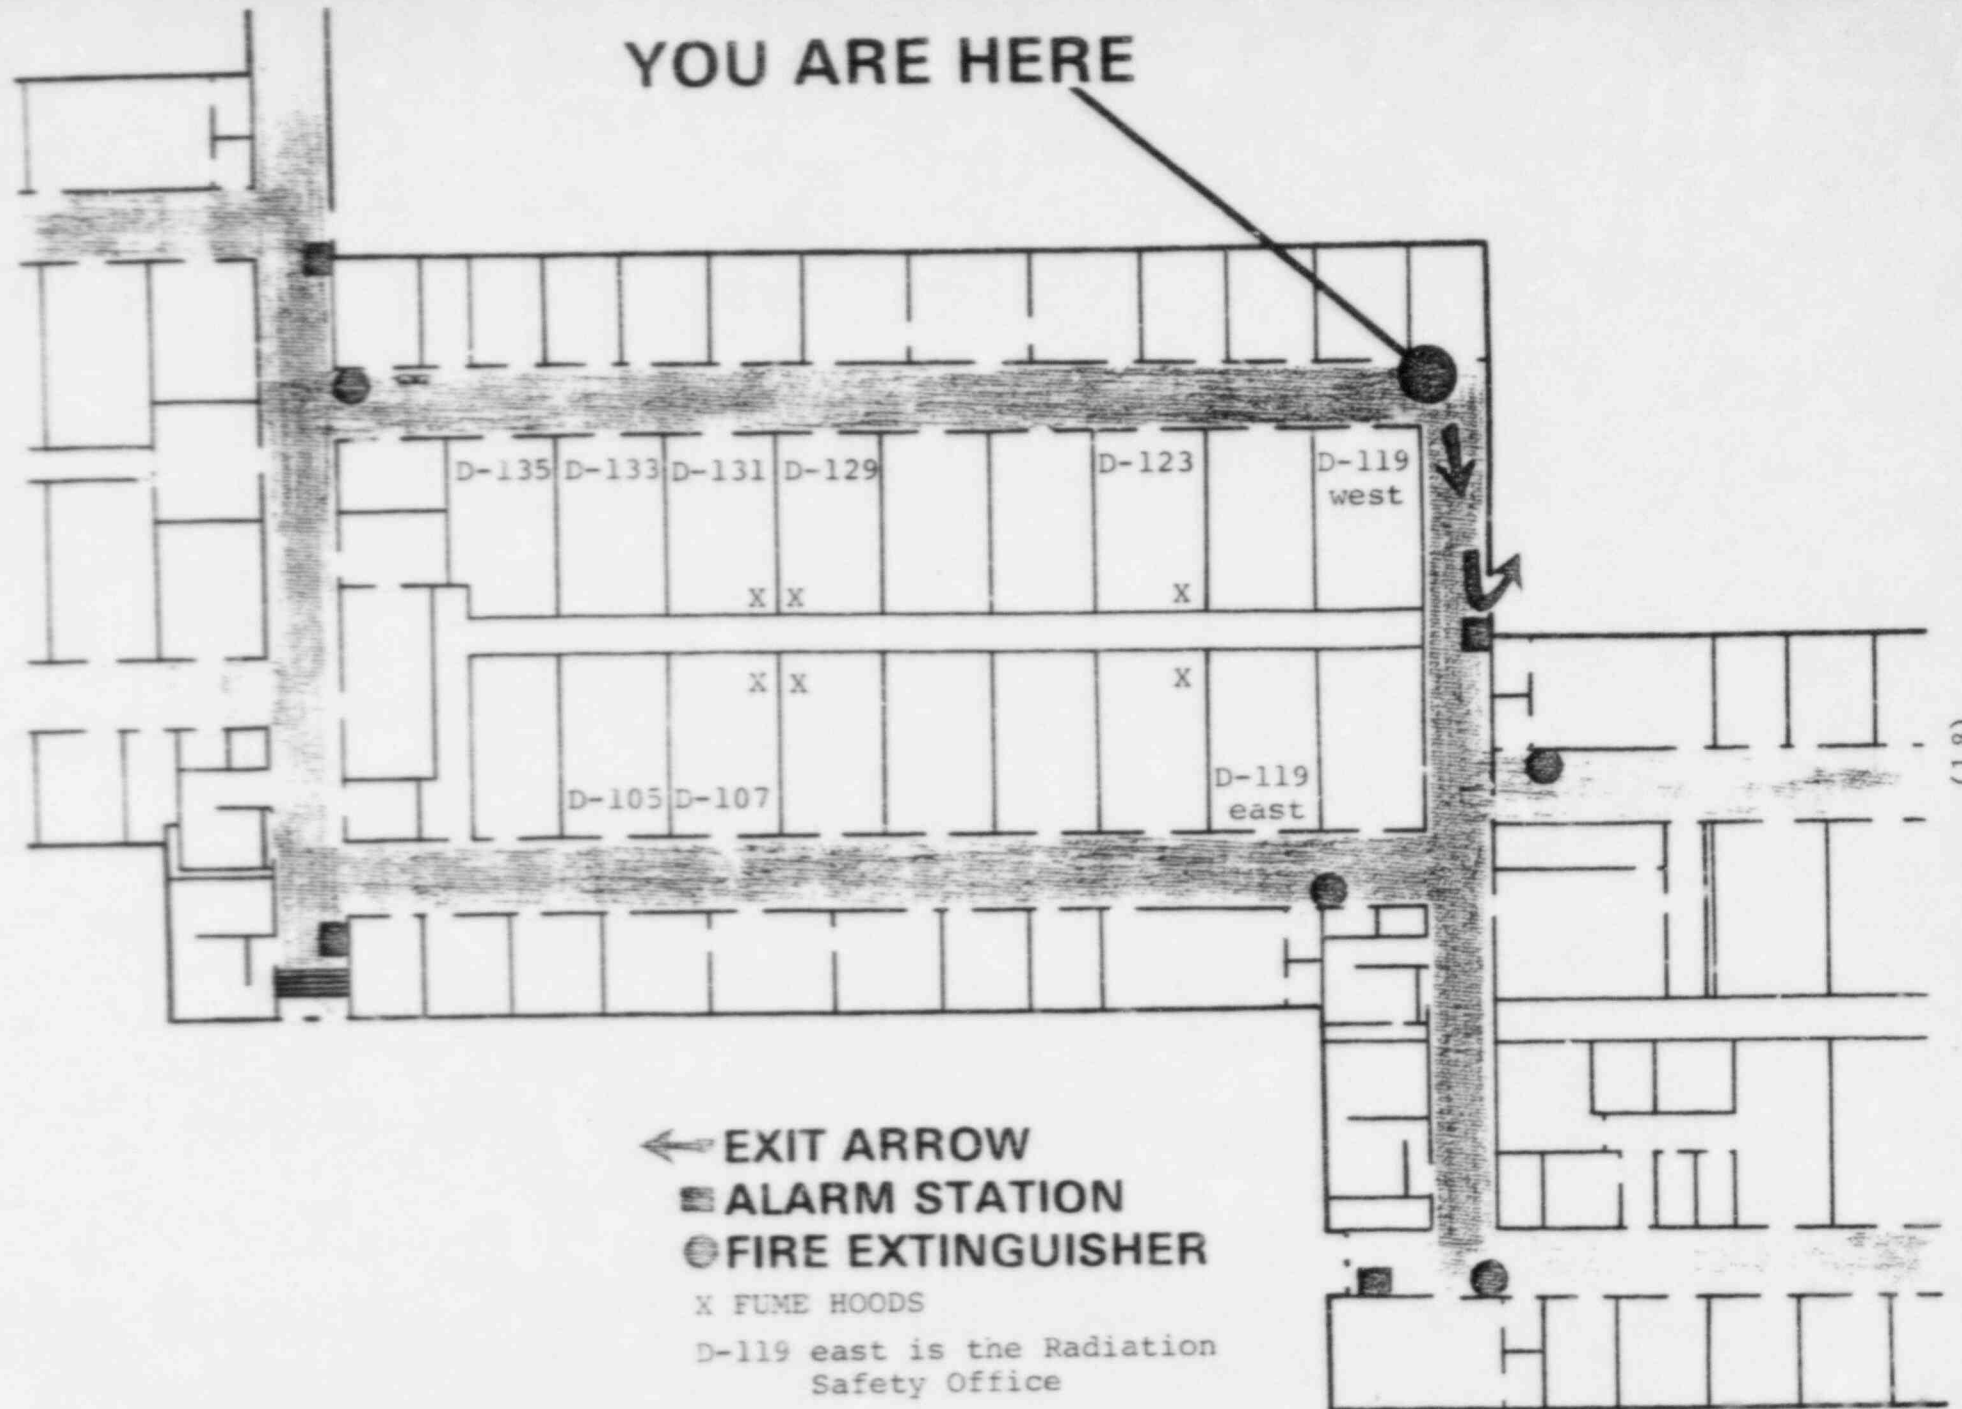 YOU ARE HERE
D-135 D-133 D-131 D-129 D-123 D-119
west
X X X
X X X
D-119
east
D-105 D-107
(18)
EXIT ARROW
ALARM STATION
FIRE EXTINGUISHER
X FUME HOODS
D-119 east is the Radiation
Safety Office